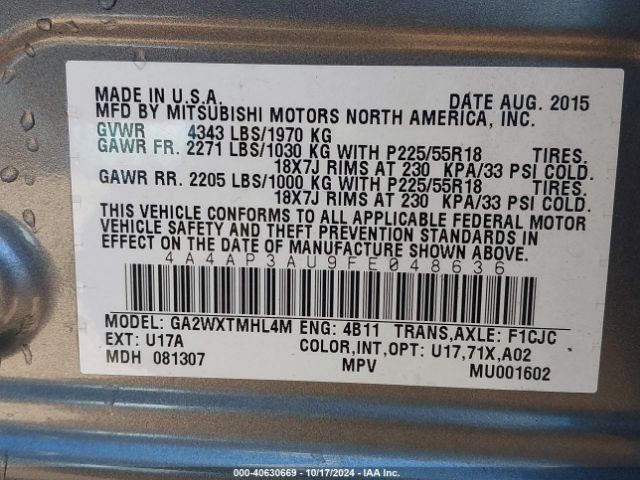 MADE IN U.S.A. DATE AUG. 2015
MFD BY MITSUBISHI MOTORS NORTH AMERICA, INC.
GVWR 4343 LBS/1970 KG
GAWR FR. 2271 LBS/1030 KG WITH P225/55R18 TIRES.
18X7J RIMS AT 230 KPA/33 PSI COLD.
GAWR RR. 2205 LBS/1000 KG WITH P225/55R18 TIRES.
18X7J RIMS AT 230 KPA/33 PSI COLD.
THIS VEHICLE CONFORMS TO ALL APPLICABLE FEDERAL MOTOR
VEHICLE SAFETY AND THEFT PREVENTION STANDARDS IN
EFFECT ON THE DATE OF MANUFACTURE SHOWN ABOVE.
4A4AP3AU9FE048636
MODEL: GA2WXTMHL4M ENG: 4B11 TRANS,AXLE: F1CJC
EXT: U17A COLOR,INT,OPT: U17,71X,A02
MDH 081307 MPV MU001602
QQ-40630669 - 10/17/2024 - IAA Inc.